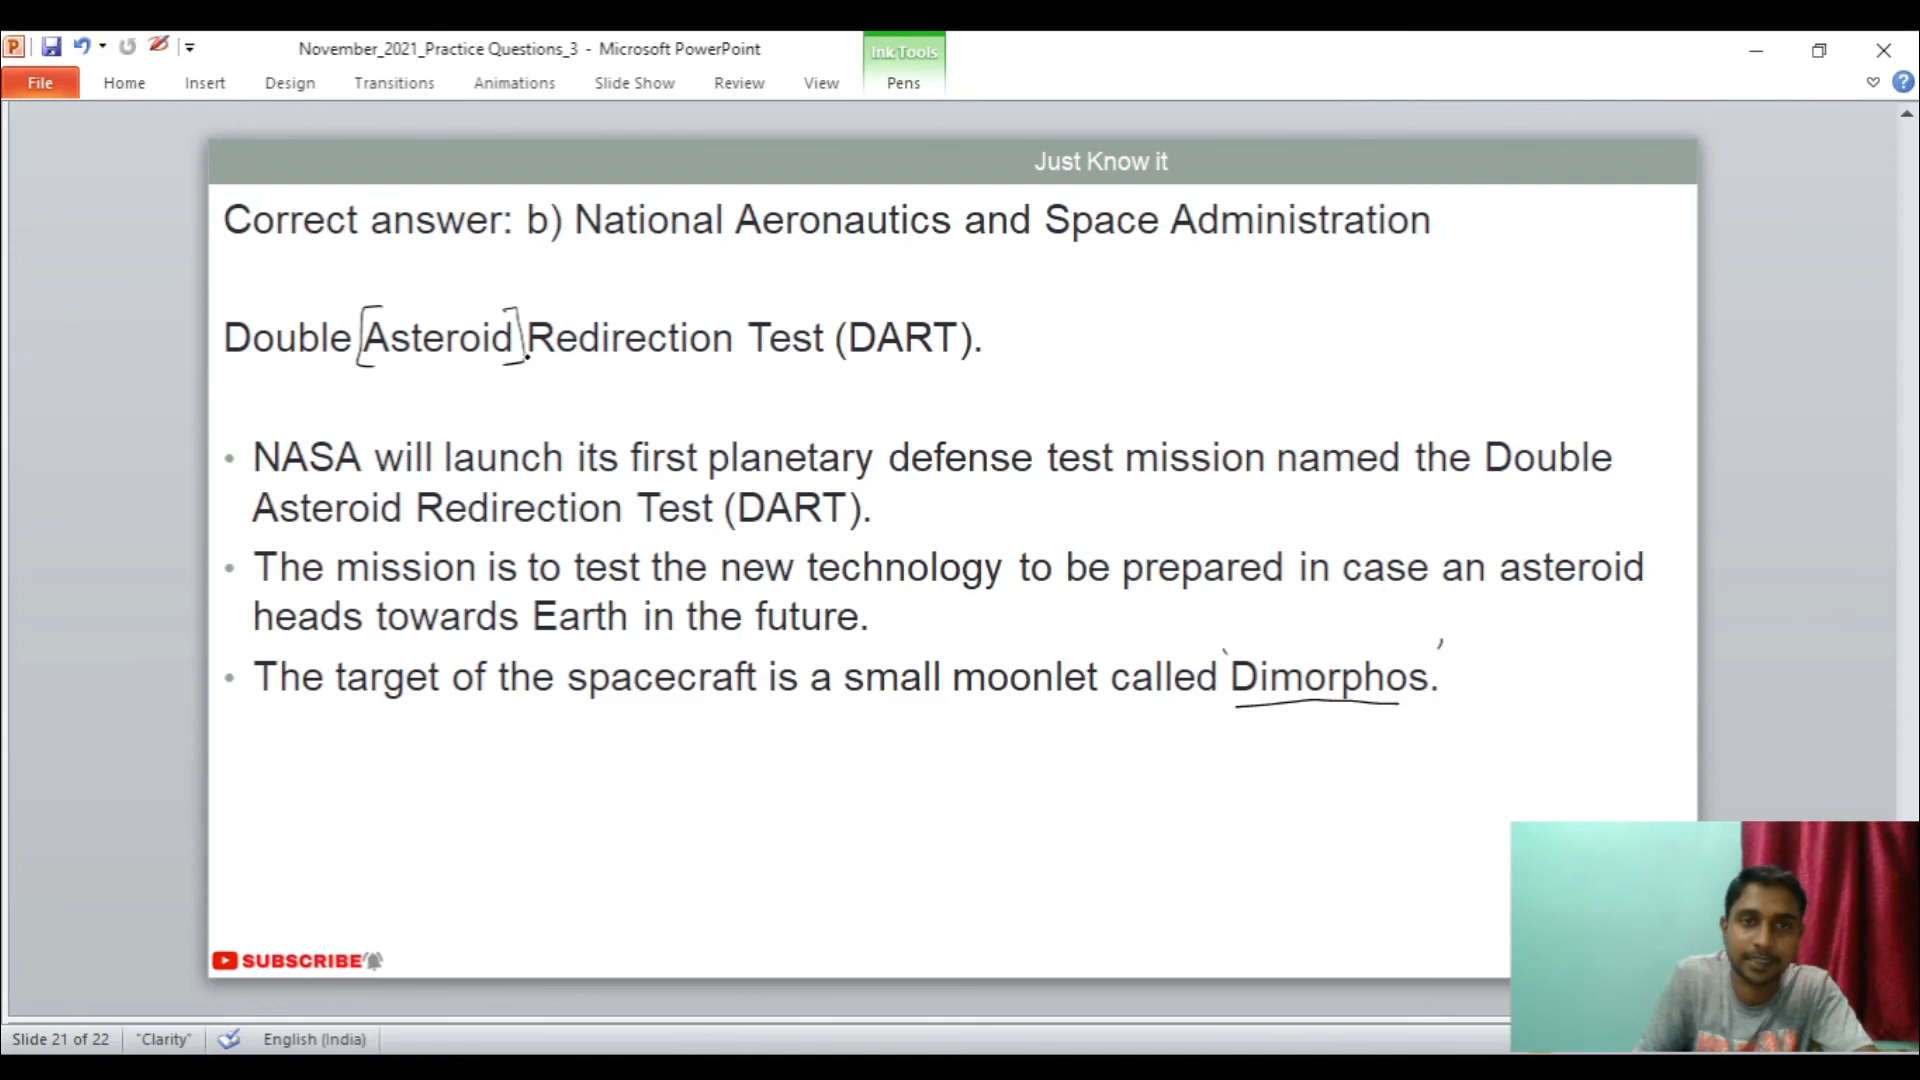 November_2021_Practice Questions_3 - Microsoft PowerPoint
Ink Tools
File Home Insert Design Transitions Animations Slide Show Review View Pens
Just Know it
Correct answer: b) National Aeronautics and Space Administration
Double [Asteroid] Redirection Test (DART).
• NASA will launch its first planetary defense test mission named the Double
Asteroid Redirection Test (DART).
• The mission is to test the new technology to be prepared in case an asteroid
heads towards Earth in the future.
• The target of the spacecraft is a small moonlet called ‘Dimorphos.’
SUBSCRIBE
Slide 21 of 22 "Clarity" English (India)